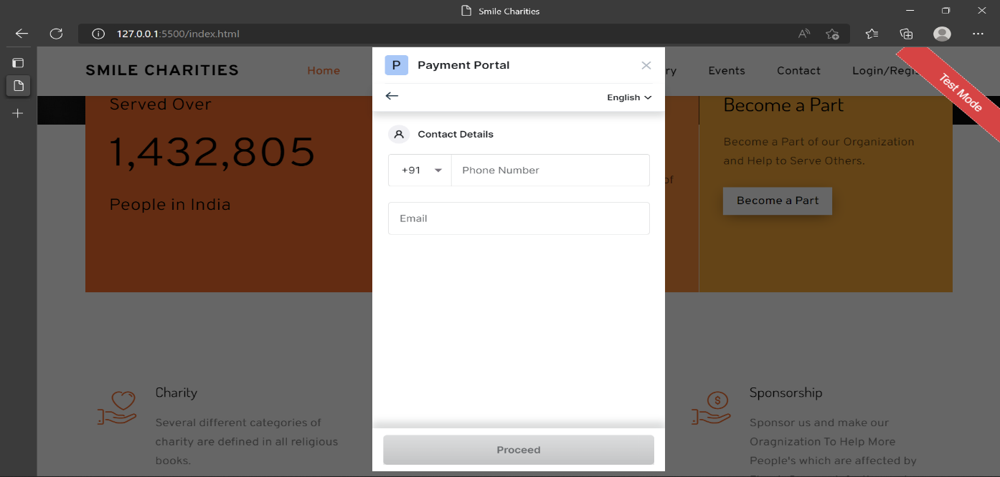 Smile Charities
127.0.0.1:5500/index.html
P Payment Portal
SMILE CHARITIES Home ry Events Contact Login/Regis
Test Mode
English
Served Over
1,432,805
People in India
Contact Details
+91 Phone Number
Email
of
Become a Part
Become a Part of our Organization
and Help to Serve Others.
Become a Part
Charity
Several different categories of
charity are defined in all religious
books.
Sponsorship
Sponsor us and make our
Oragnization To Help More
People's which are affected by
Proceed